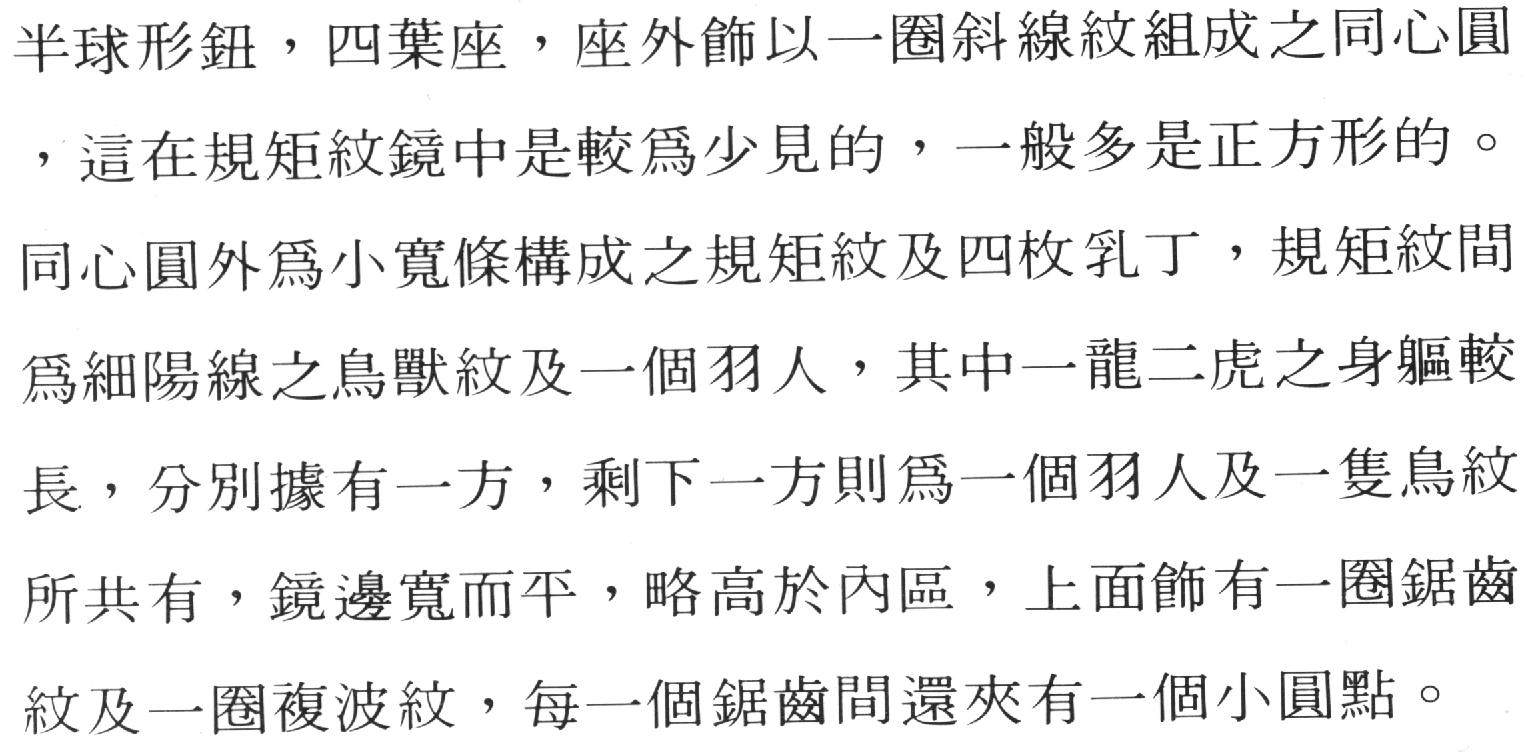 半球形鈕，四葉座，座外飾以一圈斜線紋組成之同心圓
，這在規矩紋鏡中是較爲少見的，一般多是正方形的。
同心圓外爲小寬條構成之規矩紋及四枚乳丁，規矩紋間
爲細陽線之鳥獸紋及一個羽人，其中一龍二虎之身軀較
長，分別據有一方，剩下一方則爲一個羽人及一隻鳥紋
所共有，鏡邊寬而平，略高於內區，上面飾有一圈鋸齒
紋及一圈複波紋，每一個鋸齒間還夾有一個小圓點。